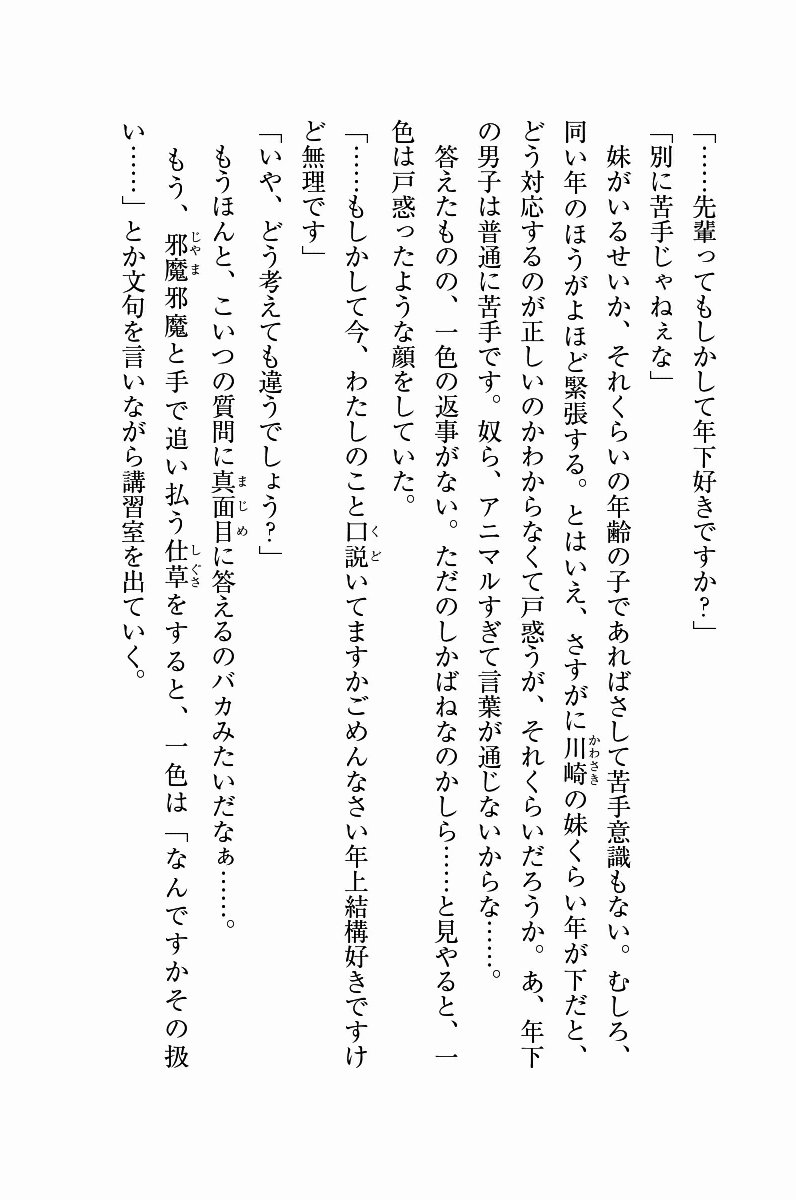 「……先輩ってもしかして年下好きですか？」
「別に苦手じゃねぇな」
妹がいるせいか、それくらいの年齢の子であればさして苦手意識もない。むしろ、
同い年のほうがよほど緊張する。とはいえ、さすがに川崎の妹くらい年が下だと、
どう対応するのが正しいのかわからなくて戸惑うが、それくらいだろうか。あ、年下
の男子は普通に苦手です。奴ら、アニマルすぎて言葉が通じないからな……。
答えたものの、一色の返事がない。ただのしかばねなのかしら……と見やると、一
色は戸惑ったような顔をしていた。
「……もしかして今、わたしのこと口説いてますかごめんなさい年上結構好きですけ
ど無理です」
「いや、どう考えても違うでしょう？」
もうほんと、こいつの質問に真面目に答えるのバカみたいだなぁ……。
もう、邪魔邪魔と手で追い払う仕草をすると、一色は「なんですかその扱
い……」とか文句を言いながら講習室を出ていく。